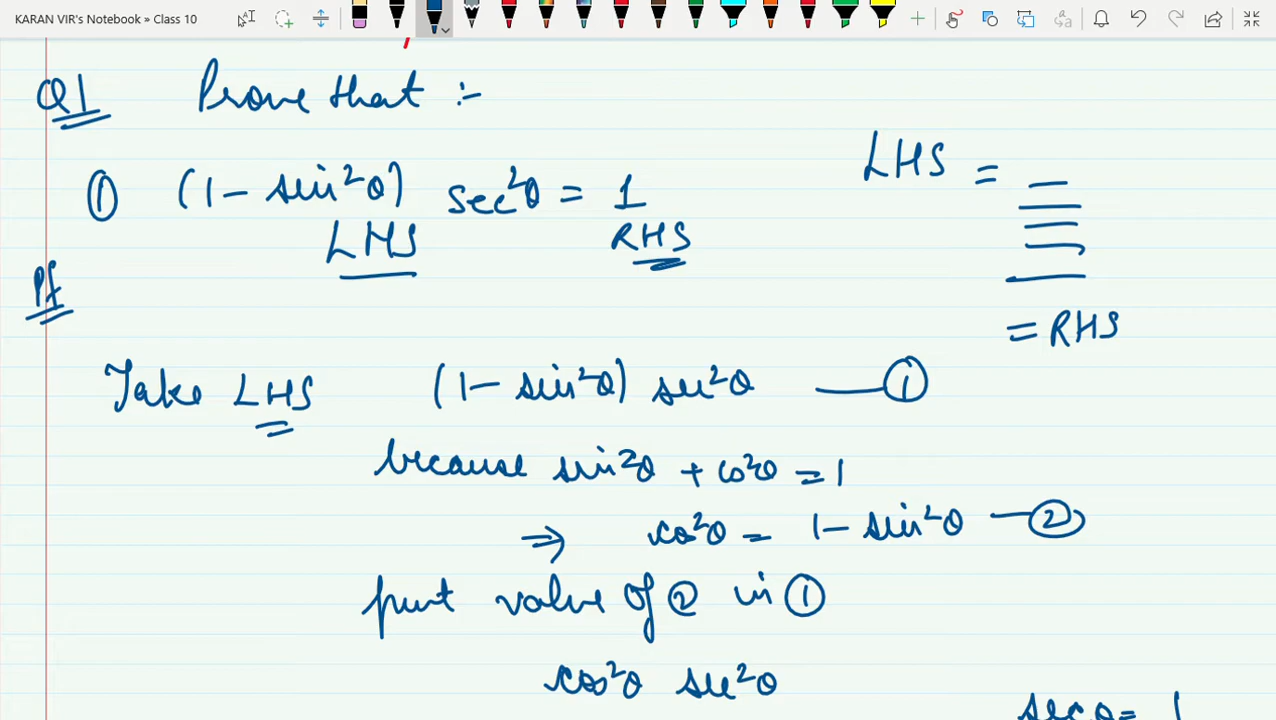 KARAN VIR's Notebook » Class 10
Q1 Prove that :-
① (1 - sin²θ) sec²θ = 1
LHS RHS
LHS =
= RHS
Pf
Take LHS (1 - sin²θ) sec²θ — ①
because sin²θ + cos²θ = 1
⇒ cos²θ = 1 - sin²θ — ②
put value of ② in ①
cos²θ sec²θ
secθ = 1